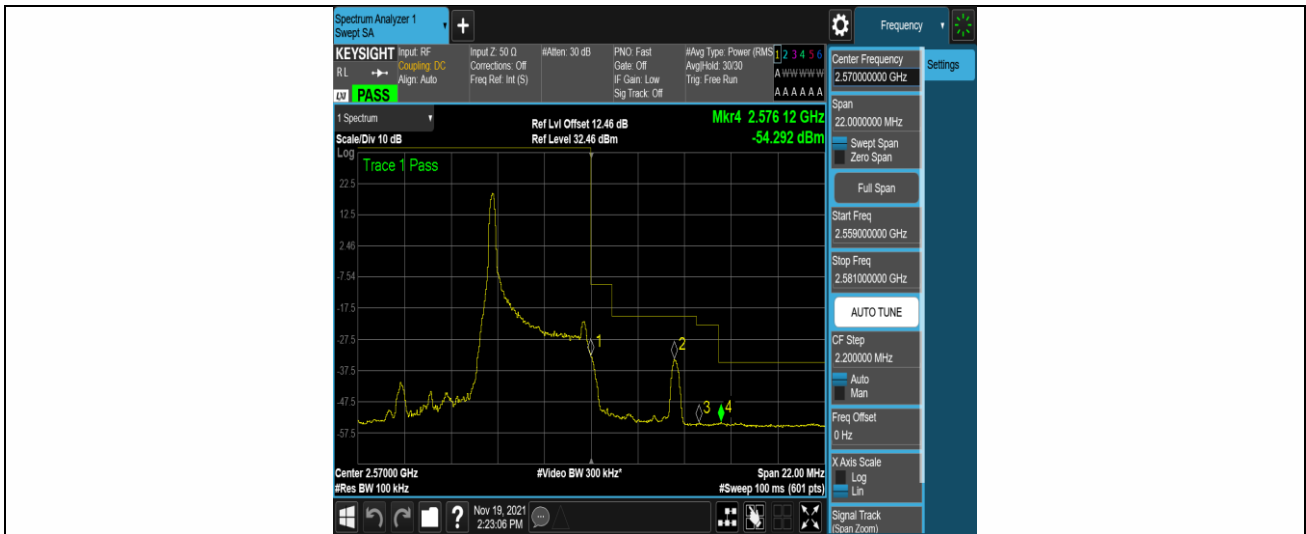 Spectrum Analyzer 1
Swept SA
Frequency
KEYSIGHT
RL
LXI
PASS
Input: RF
Coupling: DC
Align: Auto
Input Z: 50 Ω
Corrections: Off
Freq Ref: Int (S)
#Atten: 30 dB
PNO: Fast
Gate: Off
IF Gain: Low
Sig Track: Off
#Avg Type: Power (RMS
Avg|Hold: 30/30
Trig: Free Run
1 2 3 4 5 6
A W W W W W
A A A A A A
1 Spectrum
Scale/Div 10 dB
Ref Lvl Offset 12.46 dB
Ref Level 32.46 dBm
Mkr4 2.576 12 GHz
-54.292 dBm
Log
Trace 1 Pass
22.5
12.5
2.46
-7.54
-17.5
-27.5
-37.5
-47.5
-57.5
1
2
3
4
Center 2.57000 GHz
#Video BW 300 kHz*
Span 22.00 MHz
#Res BW 100 kHz
#Sweep 100 ms (601 pts)
Nov 19, 2021
2:23:06 PM
Center Frequency
2.570000000 GHz
Settings
Span
22.0000000 MHz
Swept Span
Zero Span
Full Span
Start Freq
2.559000000 GHz
Stop Freq
2.581000000 GHz
AUTO TUNE
CF Step
2.200000 MHz
Auto
Man
Freq Offset
0 Hz
X Axis Scale
Log
Lin
Signal Track
(Span Zoom)